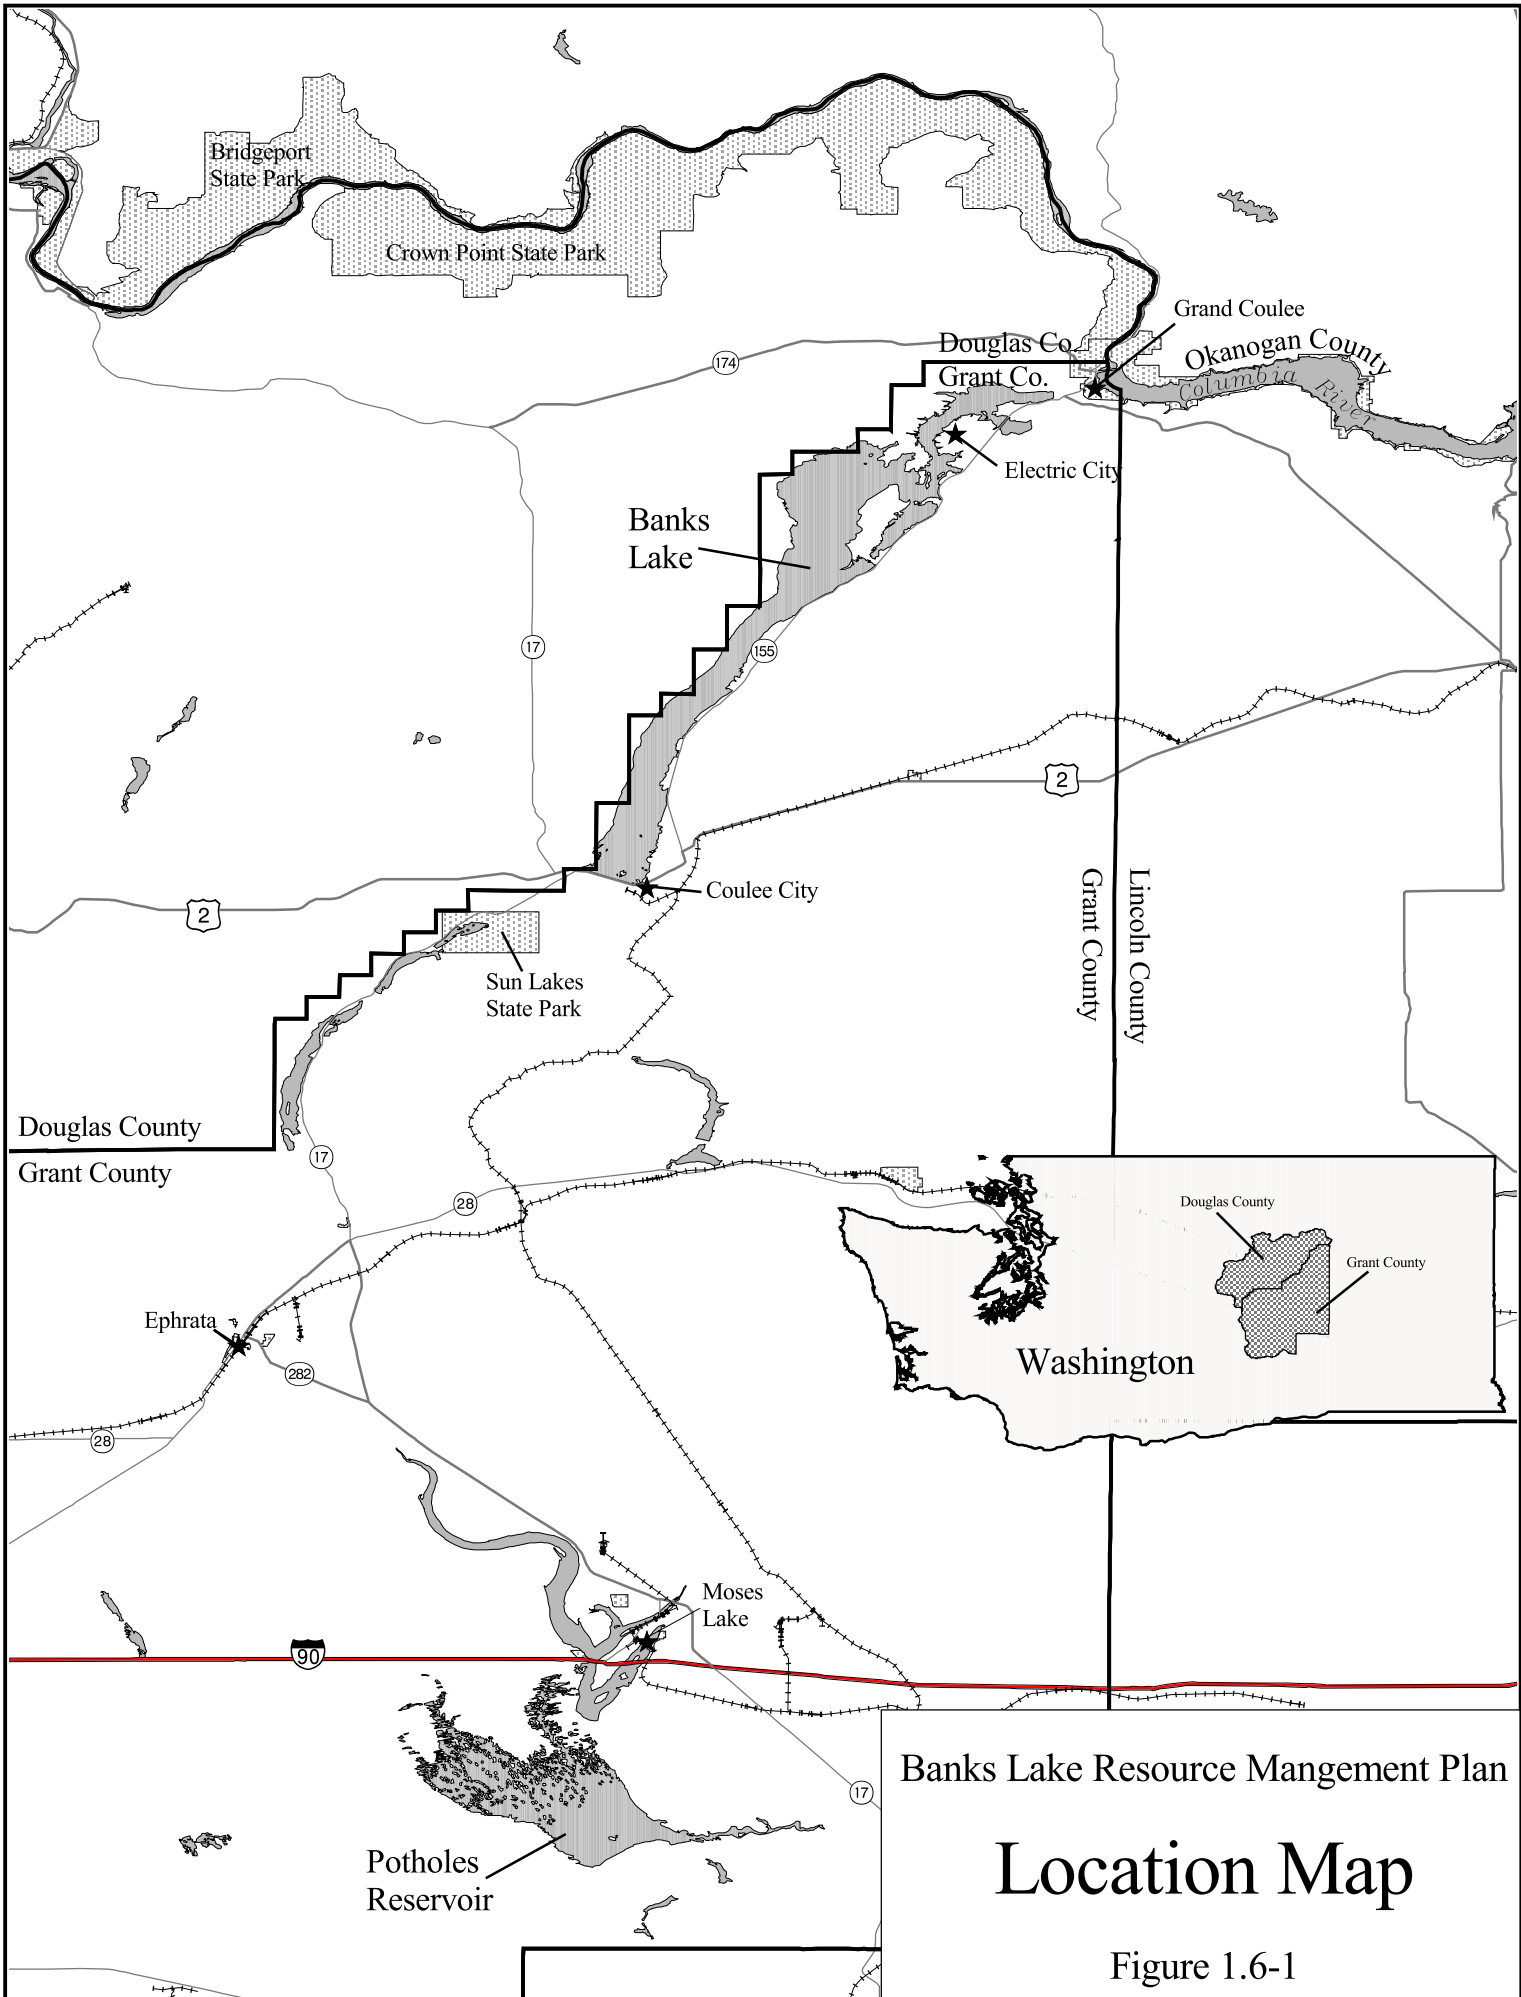 Bridgeport
State Park
Crown Point State Park
Grand Coulee
Okanogan County
Douglas Co.
Grant Co.
Columbia
River
174
Electric City
Banks
Lake
17
155
2
Coulee City
2
Sun Lakes
State Park
Lincoln County
Grant County
Douglas County
Grant County
17
28
Douglas County
Grant County
Washington
Ephrata
282
28
Moses
Lake
90
17
Potholes
Reservoir
Banks Lake Resource Mangement Plan
Location Map
Figure 1.6-1